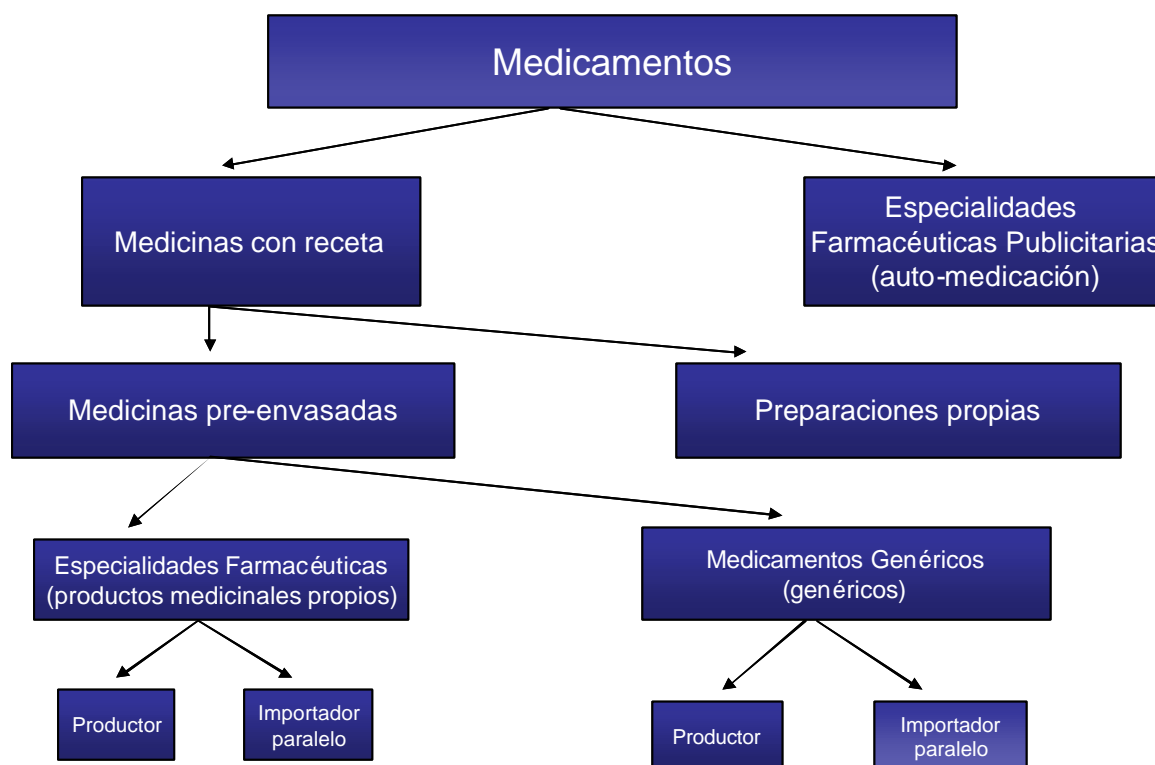 Medicamentos
Medicinas con receta
Especialidades
Farmacéuticas Publicitarias
(auto-medicación)
Medicinas pre-envasadas
Preparaciones propias
Especialidades Farmacéuticas
(productos medicinales propios)
Medicamentos Genéricos
(genéricos)
Productor
Importador
paralelo
Productor
Importador
paralelo